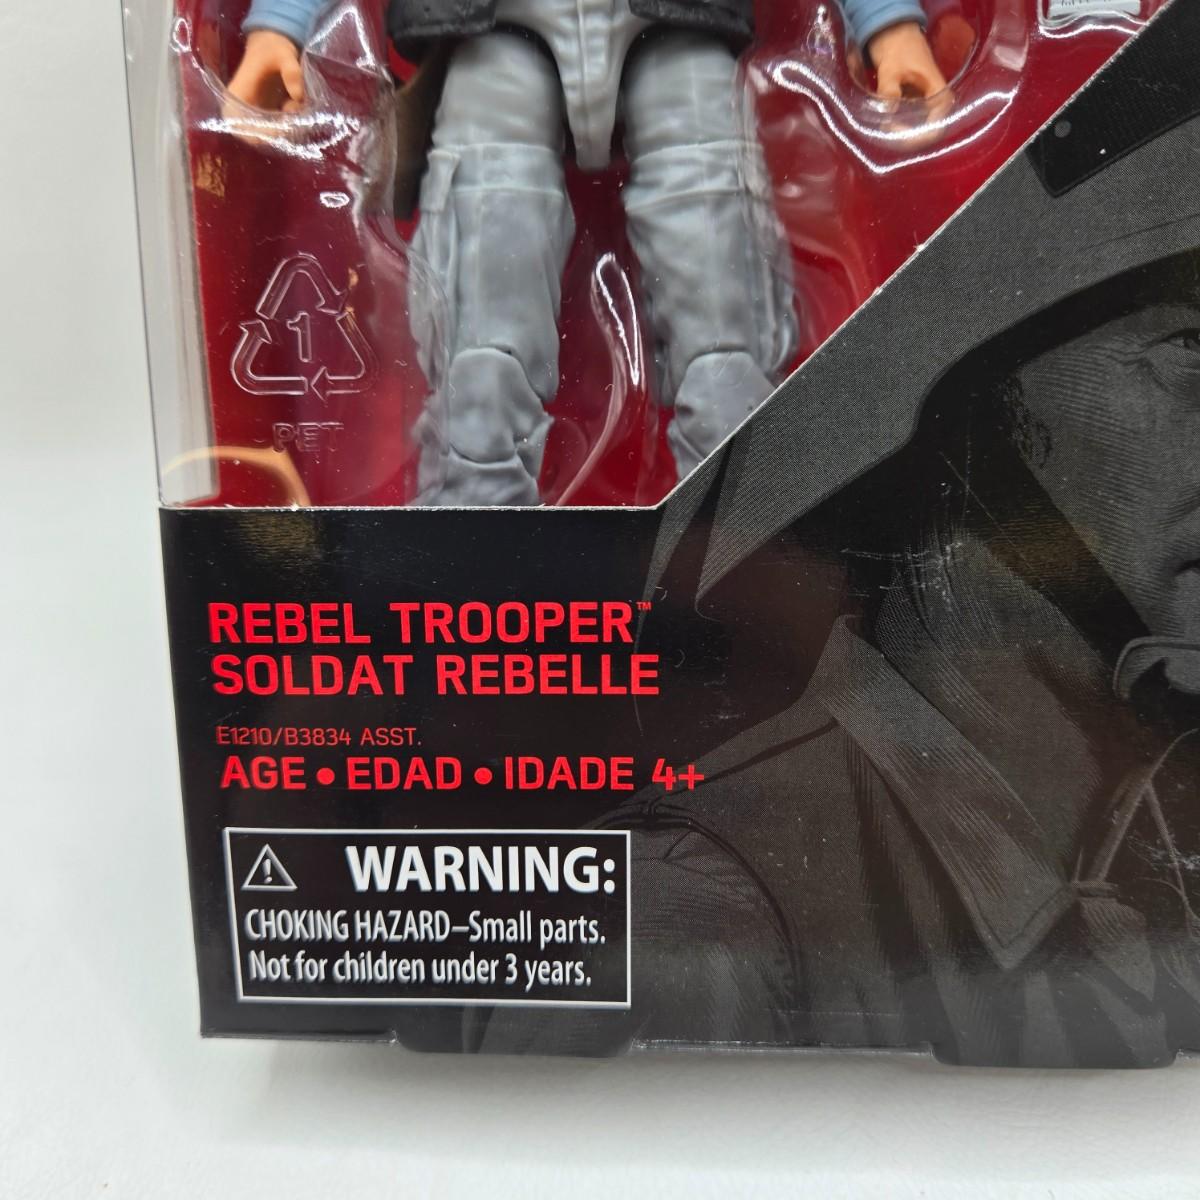 1
PET
REBEL TROOPER™
SOLDAT REBELLE
E1210/B3834 ASST.
AGE • EDAD • IDADE 4+
WARNING:
CHOKING HAZARD–Small parts.
Not for children under 3 years.